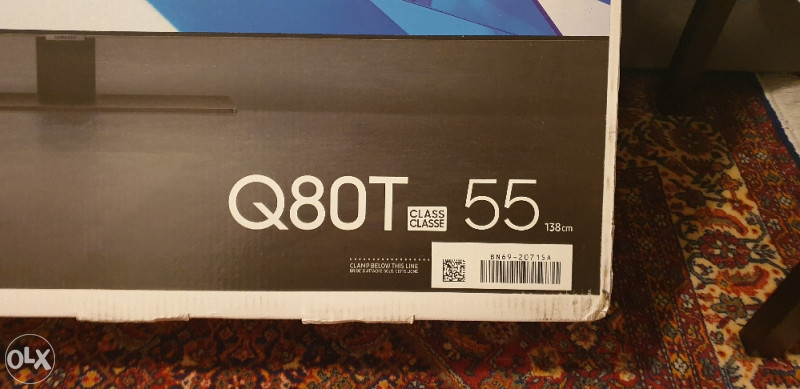 Q80T CLASS CLASSE 55 138cm
BN69-20715A
CLAMP BELOW THIS LINE
OLX